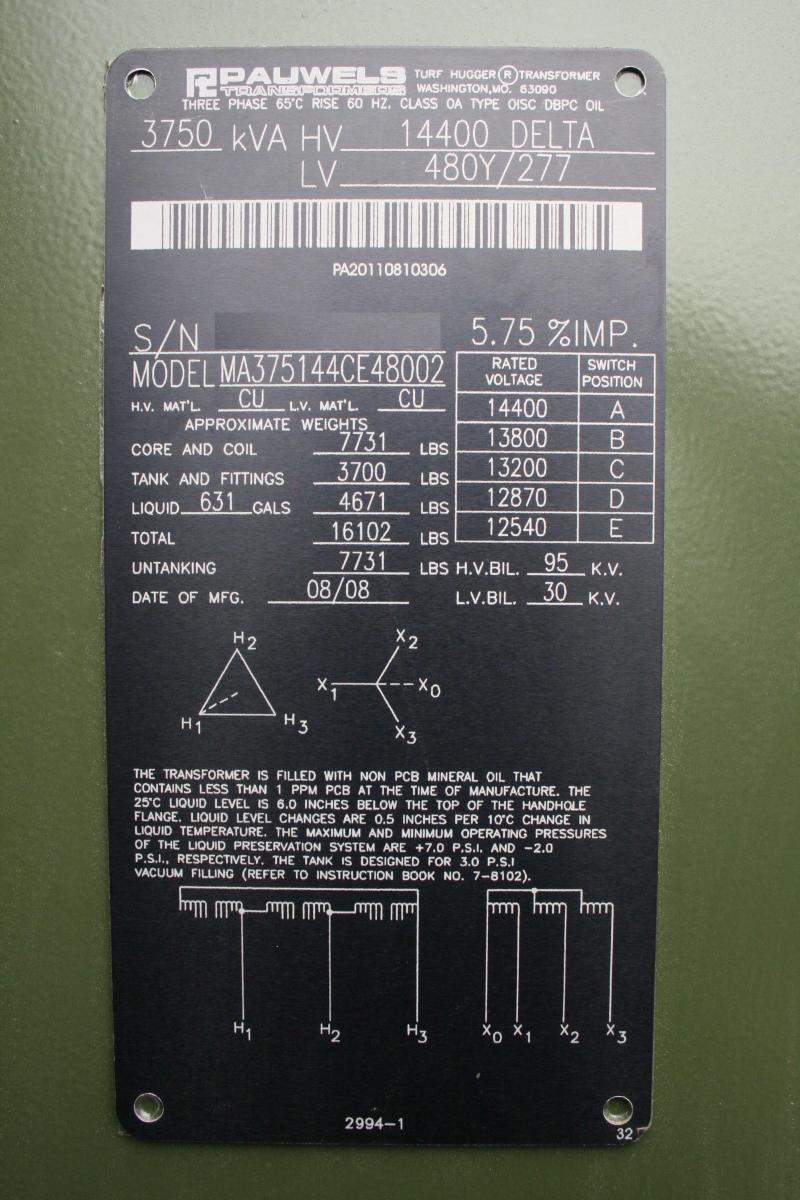 PAUWELS TRANSFORMERS TURF HUGGER ® TRANSFORMER
WASHINGTON,MO. 63090
THREE PHASE 65°C RISE 60 HZ. CLASS OA TYPE OISC DBPC OIL
3750 kVA HV 14400 DELTA
LV 480Y/277
PA20110810306
S/N
5.75 %IMP.
MODEL MA375144CE48002
H.V. MAT'L. CU L.V. MAT'L. CU
APPROXIMATE WEIGHTS
CORE AND COIL 7731 LBS
TANK AND FITTINGS 3700 LBS
LIQUID 631 GALS 4671 LBS
TOTAL 16102 LBS
UNTANKING 7731 LBS
DATE OF MFG. 08/08
RATED VOLTAGE SWITCH POSITION
14400 A
13800 B
13200 C
12870 D
12540 E
H.V.BIL. 95 K.V.
L.V.BIL. 30 K.V.
H2
H1
H3
X2
X1
X0
X3
THE TRANSFORMER IS FILLED WITH NON PCB MINERAL OIL THAT
CONTAINS LESS THAN 1 PPM PCB AT THE TIME OF MANUFACTURE. THE
25°C LIQUID LEVEL IS 6.0 INCHES BELOW THE TOP OF THE HANDHOLE
FLANGE. LIQUID LEVEL CHANGES ARE 0.5 INCHES PER 10°C CHANGE IN
LIQUID TEMPERATURE. THE MAXIMUM AND MINIMUM OPERATING PRESSURES
OF THE LIQUID PRESERVATION SYSTEM ARE +7.0 P.S.I. AND -2.0
P.S.I., RESPECTIVELY. THE TANK IS DESIGNED FOR 3.0 P.S.I
VACUUM FILLING (REFER TO INSTRUCTION BOOK NO. 7-8102).
H1 H2 H3 X0 X1 X2 X3
2994-1
32